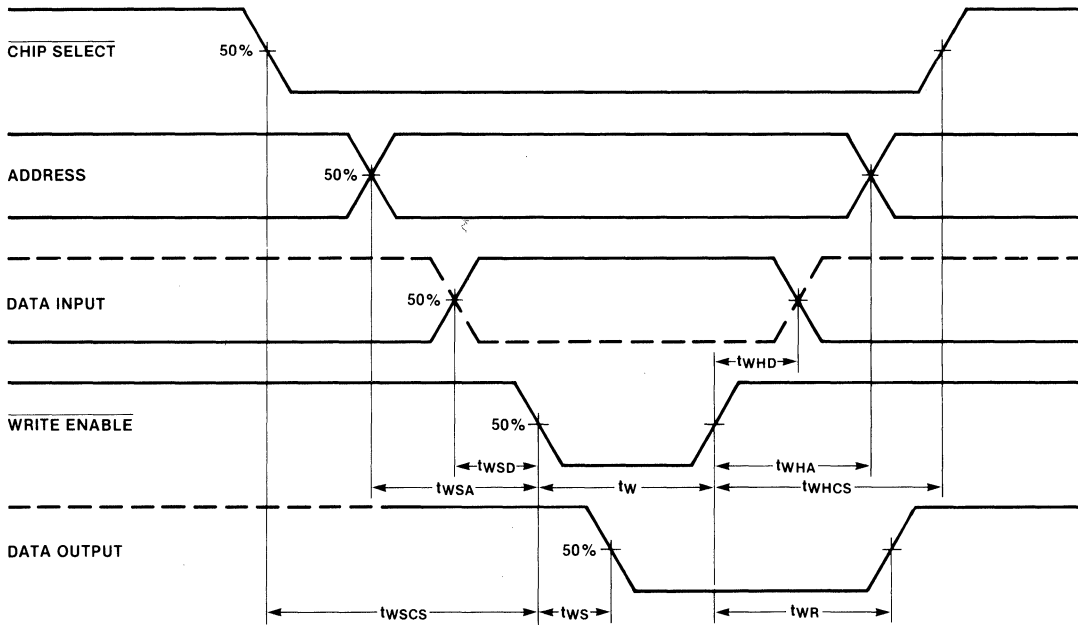 CHIP SELECT 50%
ADDRESS 50%
DATA INPUT 50%
tWHD
WRITE ENABLE 50%
tWSD tWHA
tWSA tW tWHCS
DATA OUTPUT 50%
tWSCS tWS tWR